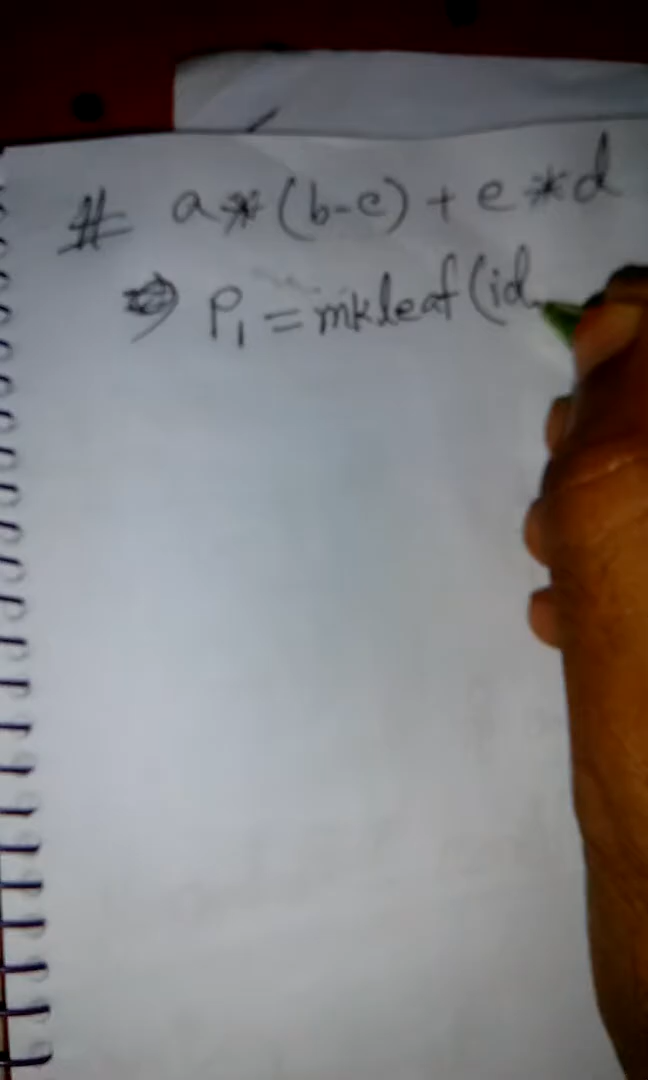 # a*(b-c)+e*d
⇒ P₁ = mkleaf(id,